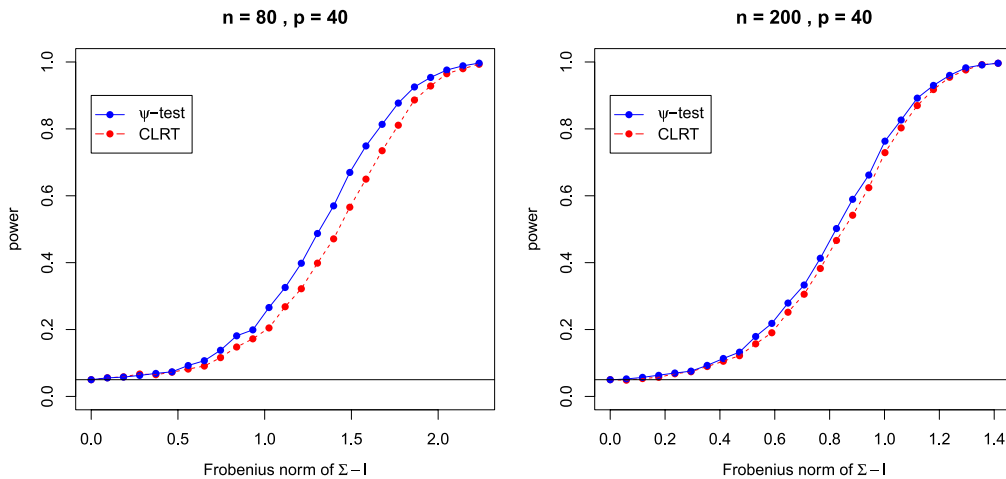 n = 80 , p = 40
power
0.0
0.2
0.4
0.6
0.8
1.0
ψ−test
CLRT
0.0 0.5 1.0 1.5 2.0
Frobenius norm of Σ−I
n = 200 , p = 40
power
0.0
0.2
0.4
0.6
0.8
1.0
ψ−test
CLRT
0.0 0.2 0.4 0.6 0.8 1.0 1.2 1.4
Frobenius norm of Σ−I